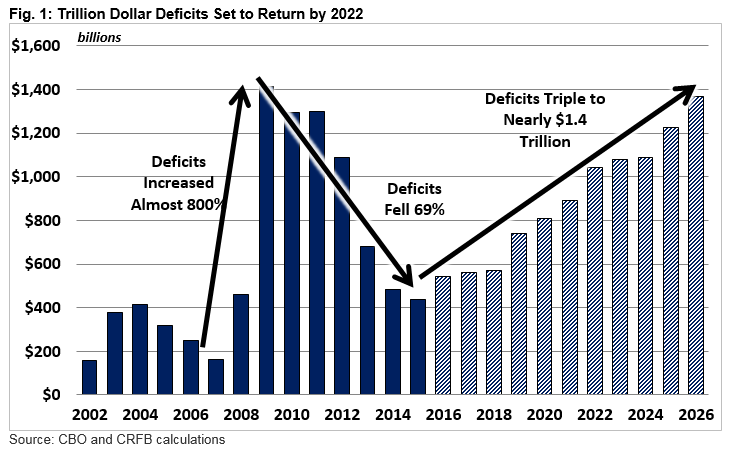 Fig. 1: Trillion Dollar Deficits Set to Return by 2022
billions
$1,600
$1,400
$1,200
$1,000
$800
$600
$400
$200
$0
Deficits
Increased
Almost 800%
Deficits
Fell 69%
Deficits Triple to
Nearly $1.4
Trillion
2002 2004 2006 2008 2010 2012 2014 2016 2018 2020 2022 2024 2026
Source: CBO and CRFB calculations